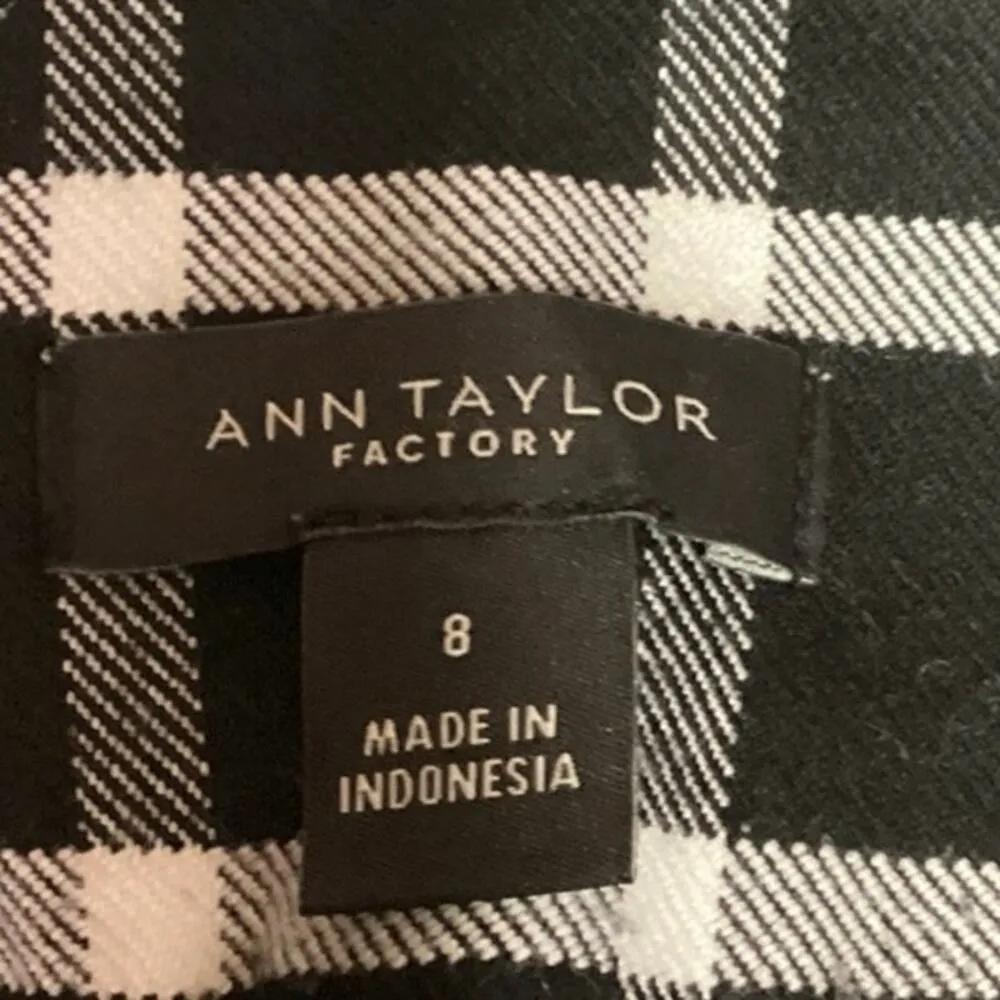 ANN TAYLOR
FACTORY
8
MADE IN
INDONESIA